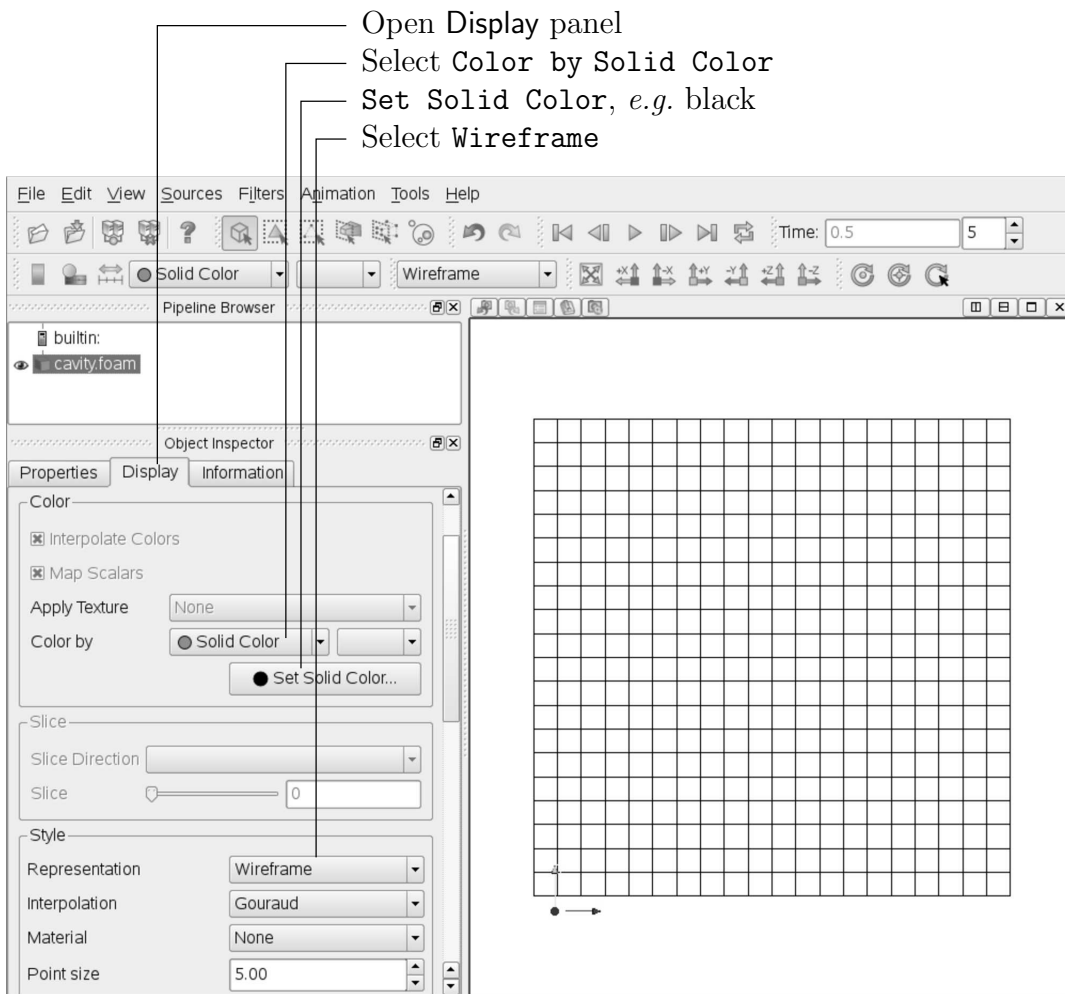 Open Display panel
Select Color by Solid Color
Set Solid Color, e.g. black
Select Wireframe
File Edit View Sources Filters Animation Tools Help
Time: 0.5 5
Solid Color Wireframe
+X -X +Y -Y +Z -Z
Pipeline Browser
builtin:
cavity.foam
Object Inspector
Properties Display Information
Color
Interpolate Colors
Map Scalars
Apply Texture None
Color by Solid Color
Set Solid Color...
Slice
Slice Direction
Slice 0
Style
Representation Wireframe
Interpolation Gouraud
Material None
Point size 5.00